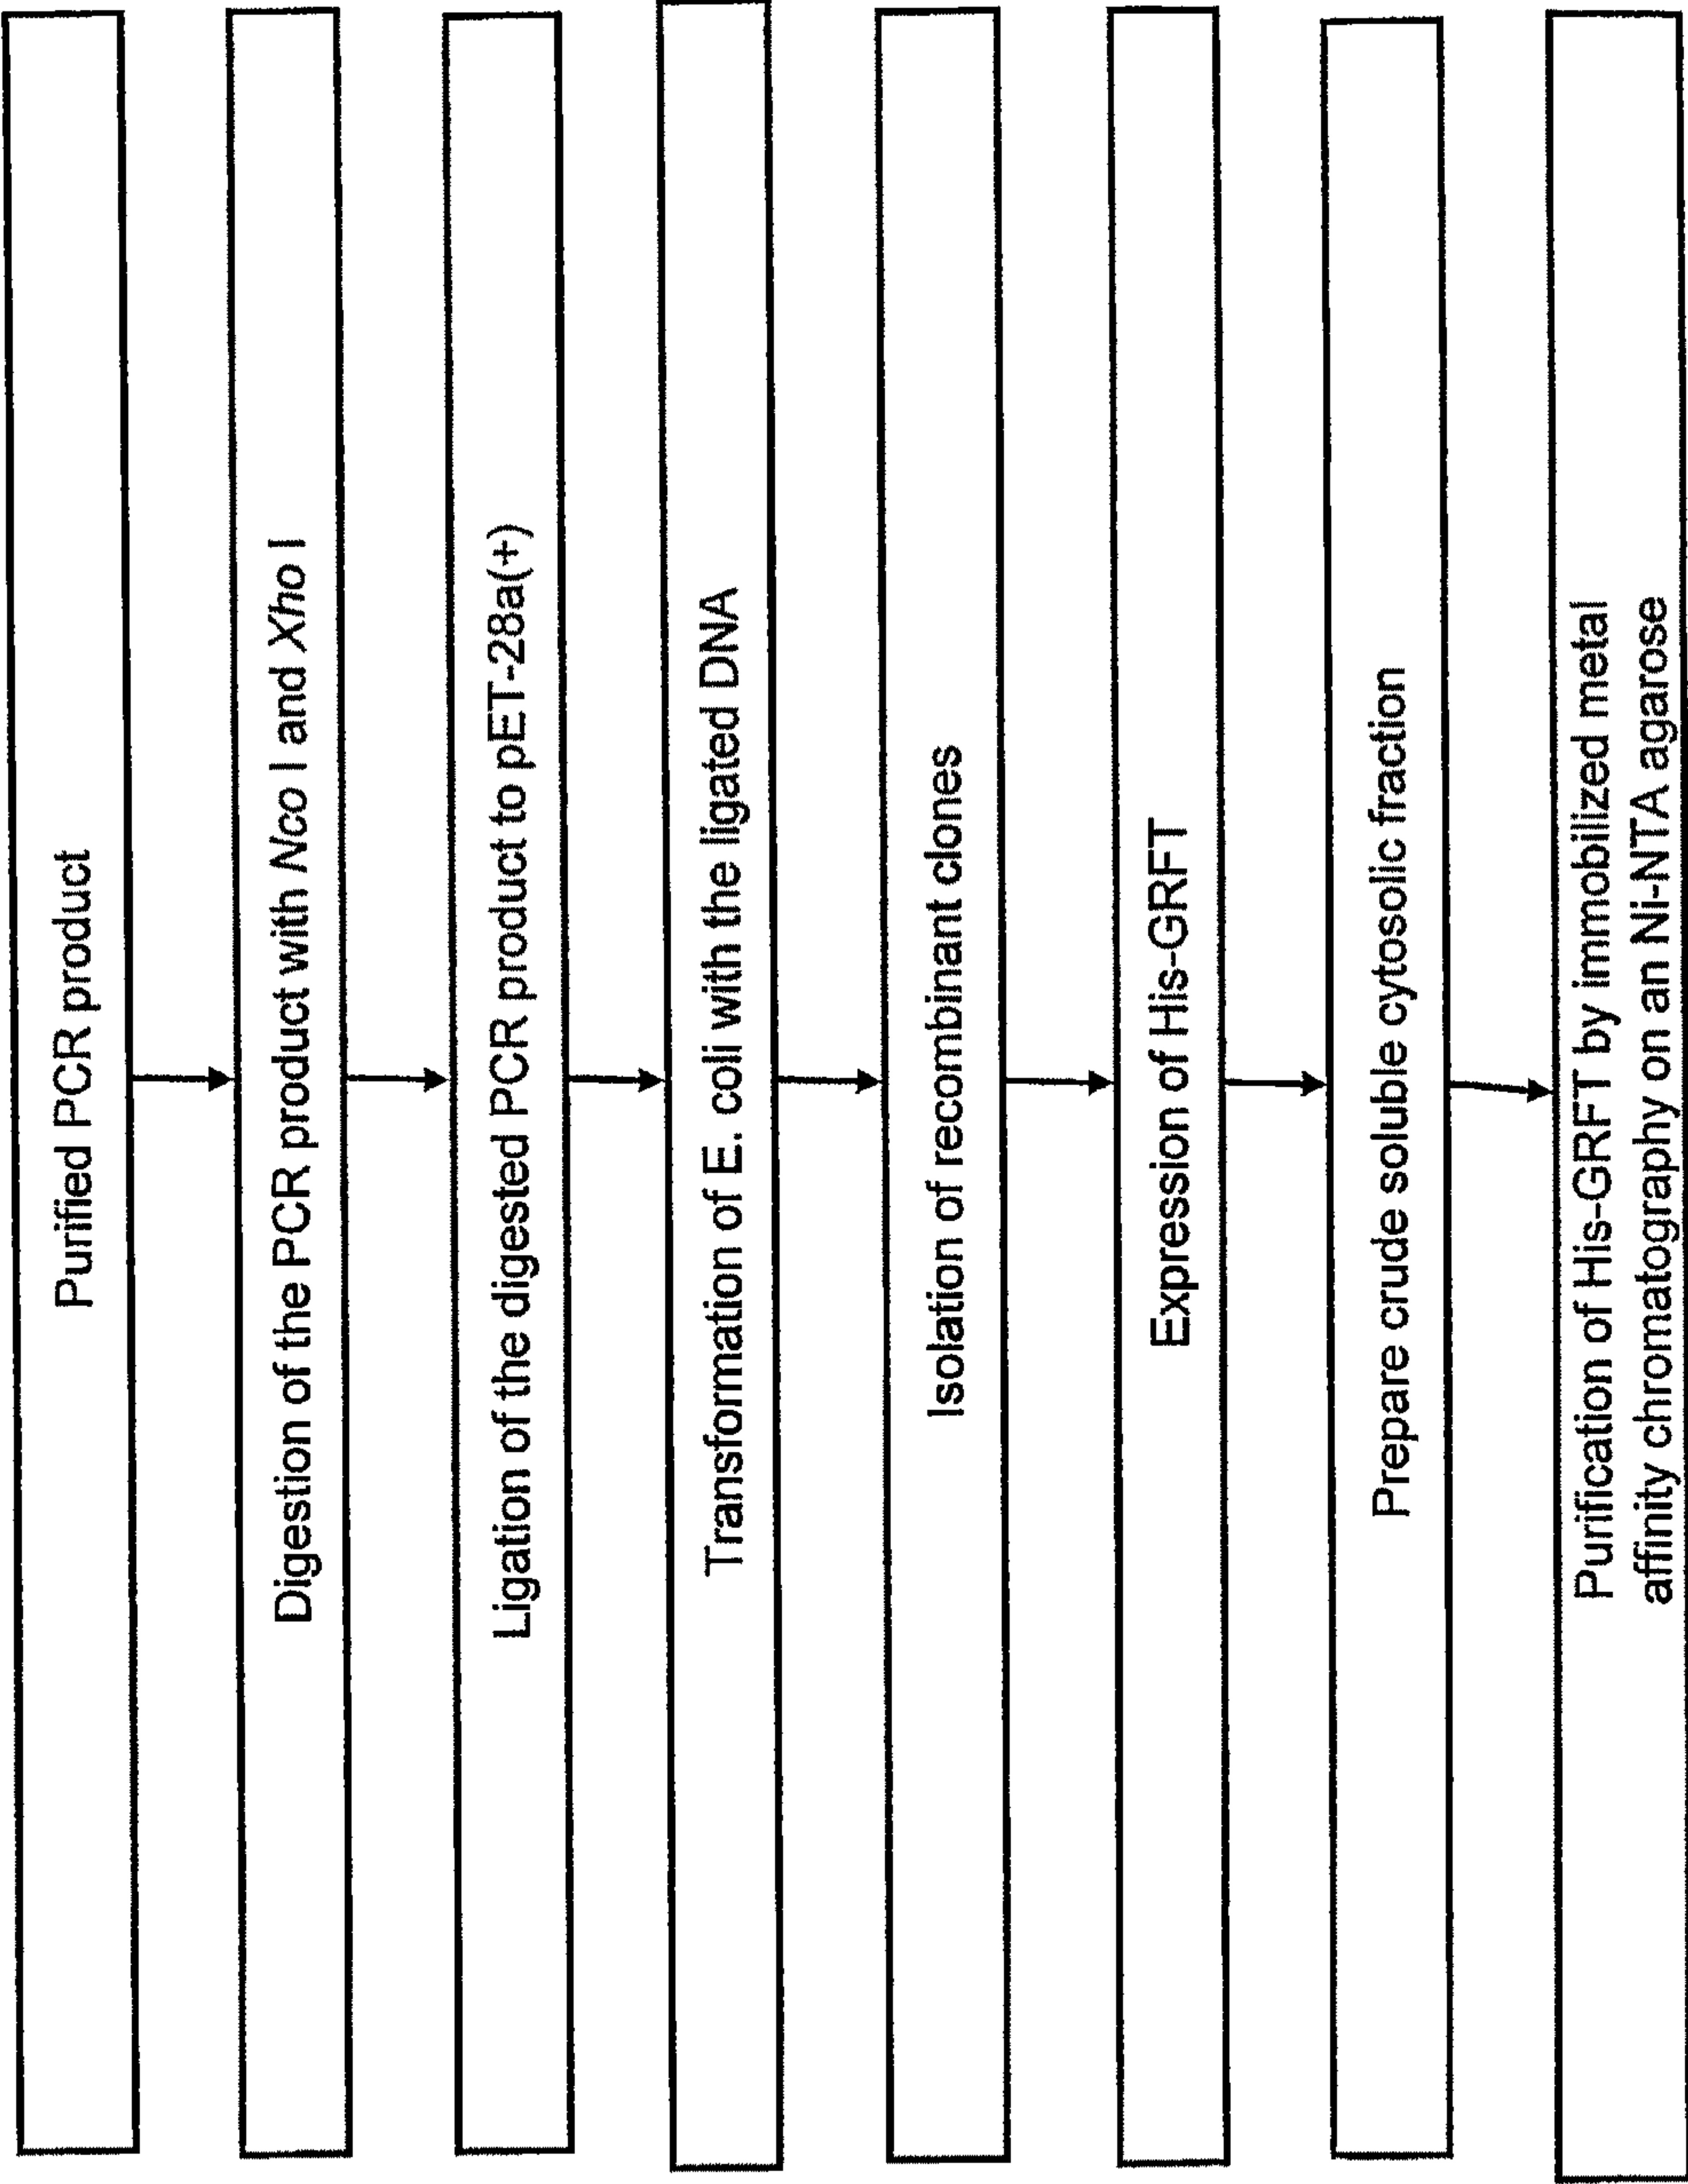 Purified PCR product
Digestion of the PCR product with Nco I and Xho I
Ligation of the digested PCR product to pET-28a(+)
Transformation of E. coli with the ligated DNA
Isolation of recombinant clones
Expression of His-GRFT
Prepare crude soluble cytosolic fraction
Purification of His-GRFT by immobilized metal
affinity chromatography on an Ni-NTA agarose